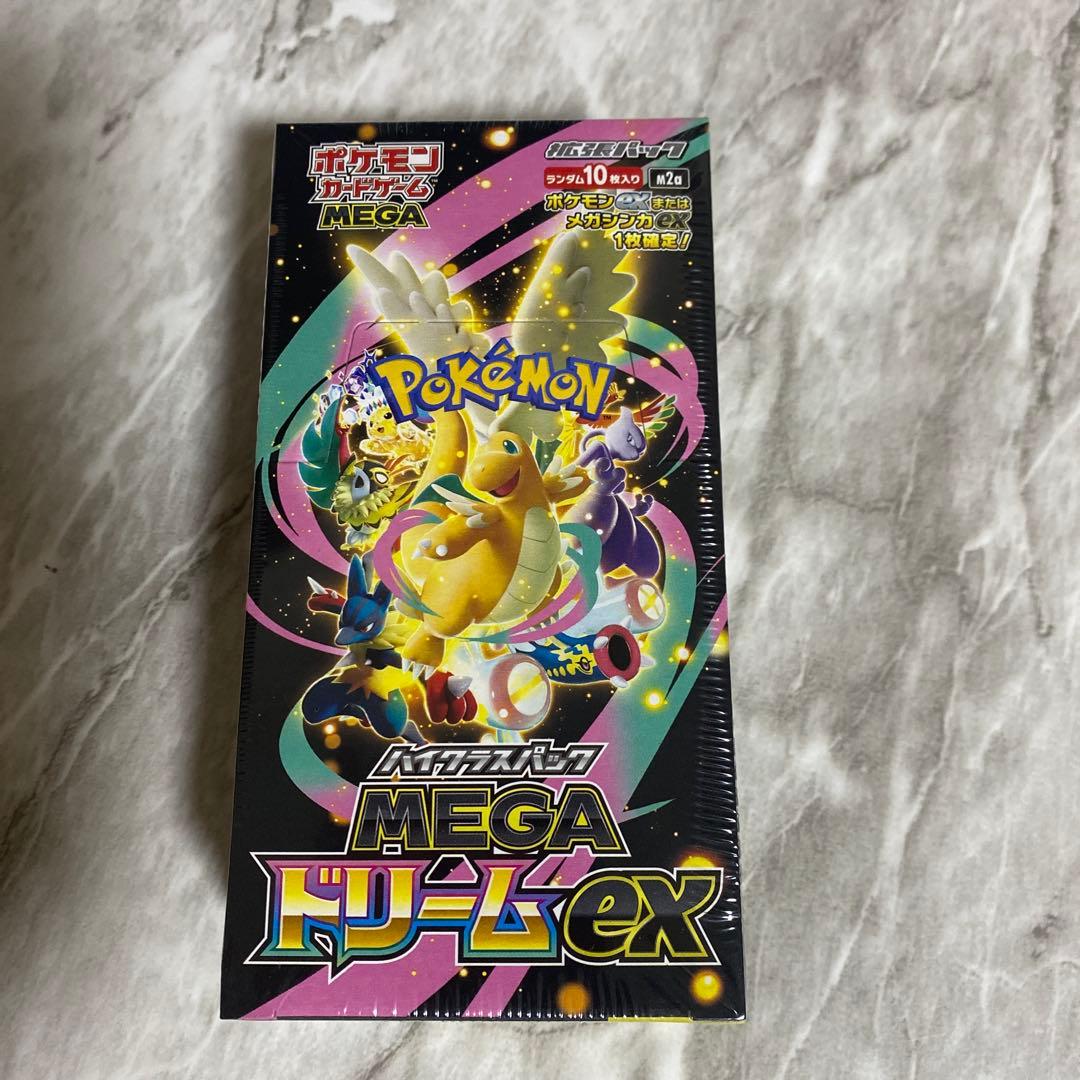 ポケモン
カードゲーム
MEGA
拡張パック
ランダム10枚入り M2a
ポケモンexまたは
メガシンカex
1枚確定!
POKéMON
ハイクラスパック
MEGA
ドリームex